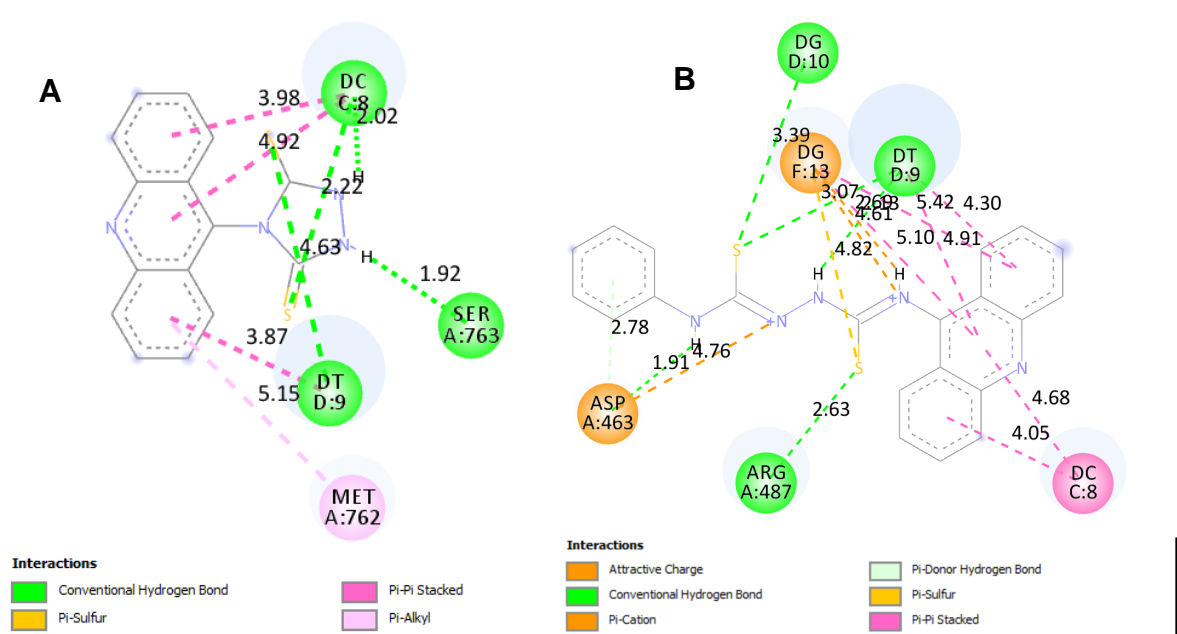 A
DC
C:8
3.98
2.02
4.92
H
N
2.22
N
N
4.63
N
H
1.92
S
SER
A:763
3.87
DT
D:9
5.15
MET
A:762
Interactions
Conventional Hydrogen Bond
Pi-Sulfur
Pi-Pi Stacked
Pi-Alkyl
B
DG
D:10
3.39
DG
F:13
DT
D:9
3.07
5.42
4.30
4.61
5.10
4.91
S
4.82
H
H
N
+N
N
+N
H
2.78
1.91
4.76
S
N
ASP
A:463
2.63
4.68
4.05
ARG
A:487
DC
C:8
Interactions
Attractive Charge
Conventional Hydrogen Bond
Pi-Cation
Pi-Donor Hydrogen Bond
Pi-Sulfur
Pi-Pi Stacked